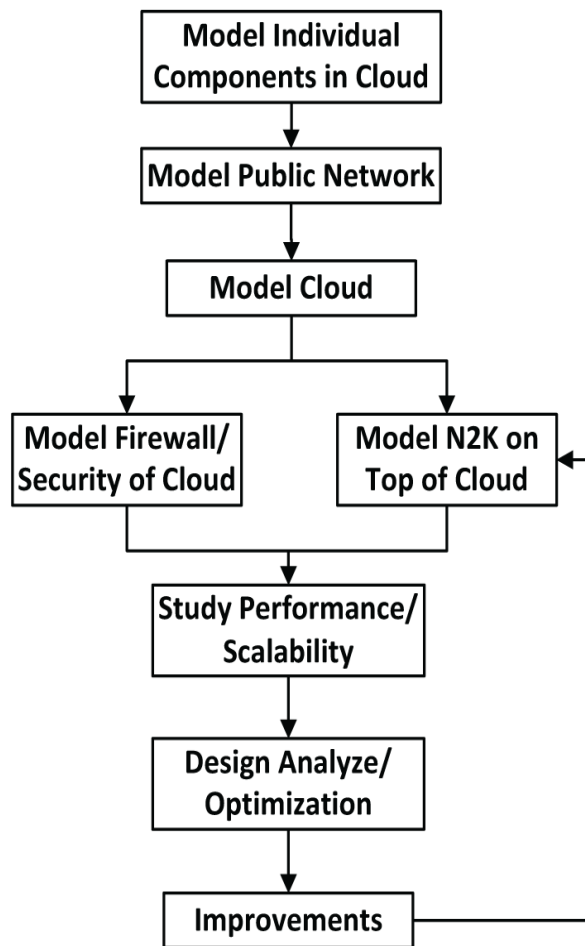 Model Individual
Components in Cloud
Model Public Network
Model Cloud
Model Firewall/
Security of Cloud
Model N2K on
Top of Cloud
Study Performance/
Scalability
Design Analyze/
Optimization
Improvements